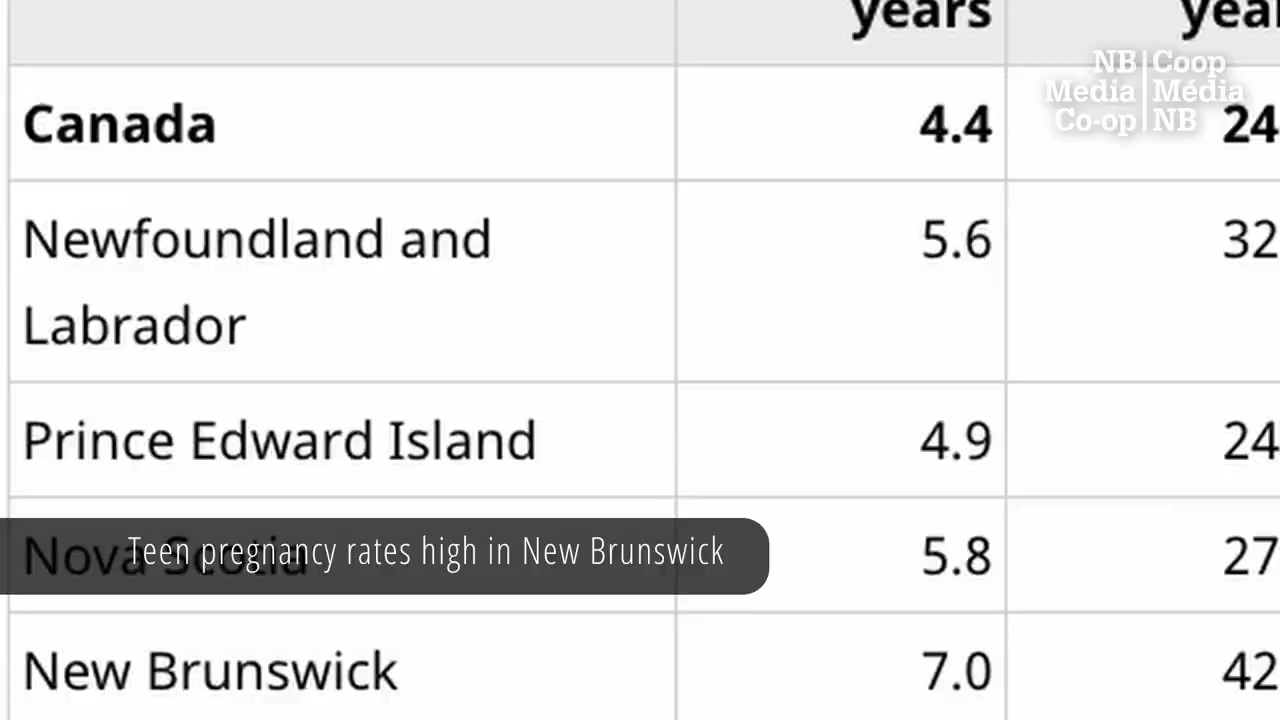 years
Canada 4.4 24
Newfoundland and 5.6 32
Labrador
Prince Edward Island 4.9 24
Nova Scotia 5.8 27
New Brunswick 7.0 42
NB Coop
Media Média
Co-op NB
Teen pregnancy rates high in New Brunswick